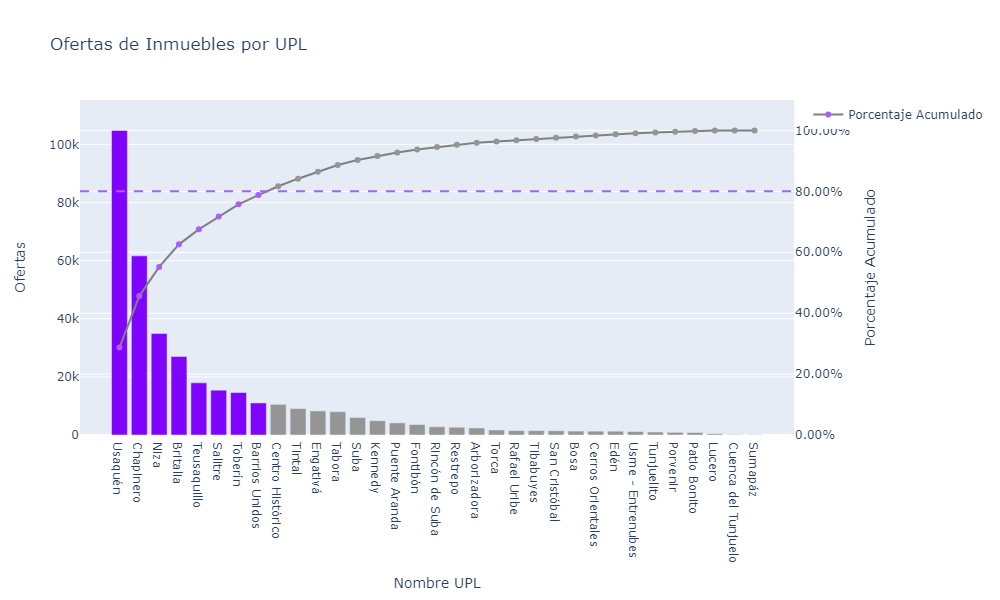 Ofertas de Inmuebles por UPL
Porcentaje Acumulado
100k
80k
60k
40k
20k
0
Ofertas
100.00%
80.00%
60.00%
40.00%
20.00%
0.00%
Porcentaje Acumulado
Usaquén
Chapinero
Niza
Britalia
Teusaquillo
Salitre
Toberín
Barrios Unidos
Centro Histórico
Tintal
Engativá
Tabora
Suba
Kennedy
Puente Aranda
Fontibón
Rincón de Suba
Restrepo
Arborizadora
Torca
Rafael Uribe
Tibabuyes
San Cristóbal
Bosa
Cerros Orientales
Edén
Usme - Entrenubes
Tunjuelito
Porvenir
Patio Bonito
Lucero
Cuenca del Tunjuelo
Sumapáz
Nombre UPL